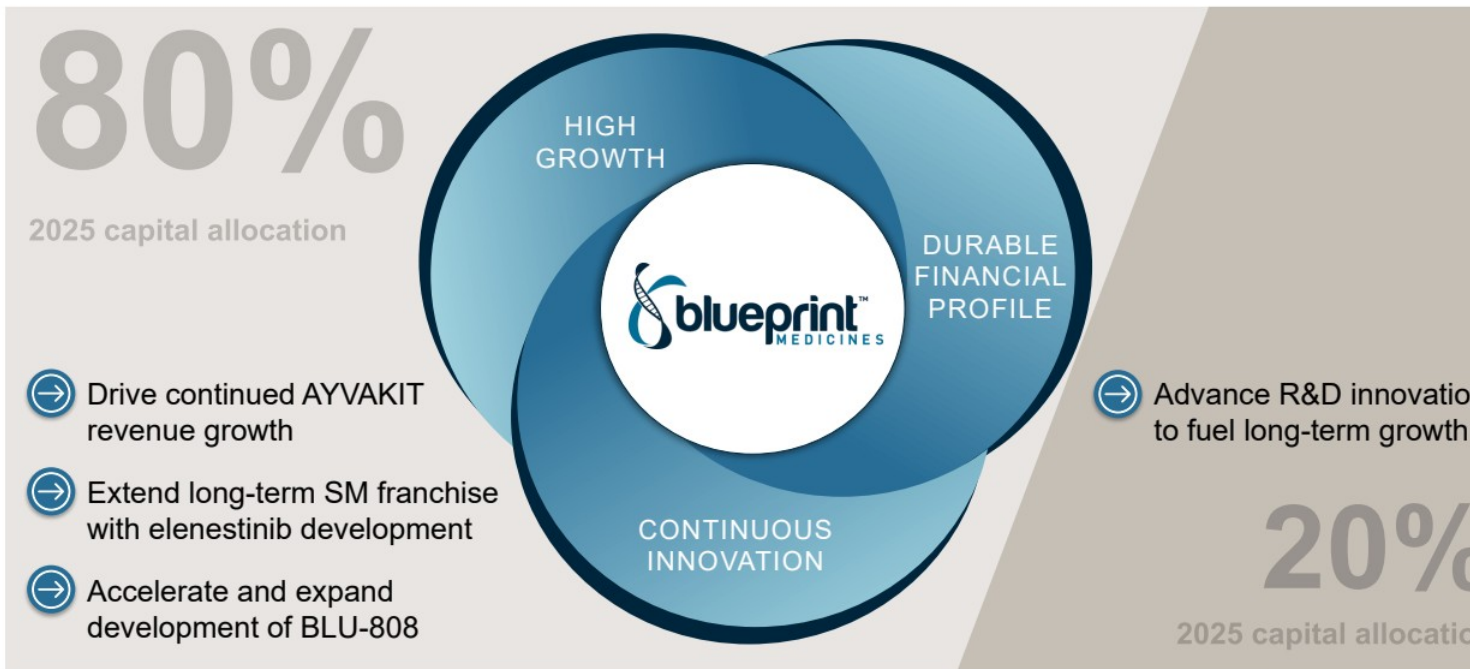 80%
2025 capital allocation
Drive continued AYVAKIT
revenue growth
Extend long-term SM franchise
with elenestinib development
Accelerate and expand
development of BLU-808
HIGH
GROWTH
DURABLE
FINANCIAL
PROFILE
CONTINUOUS
INNOVATION
blueprint™
MEDICINES
Advance R&D innovatio
to fuel long-term growth
20%
2025 capital allocatio